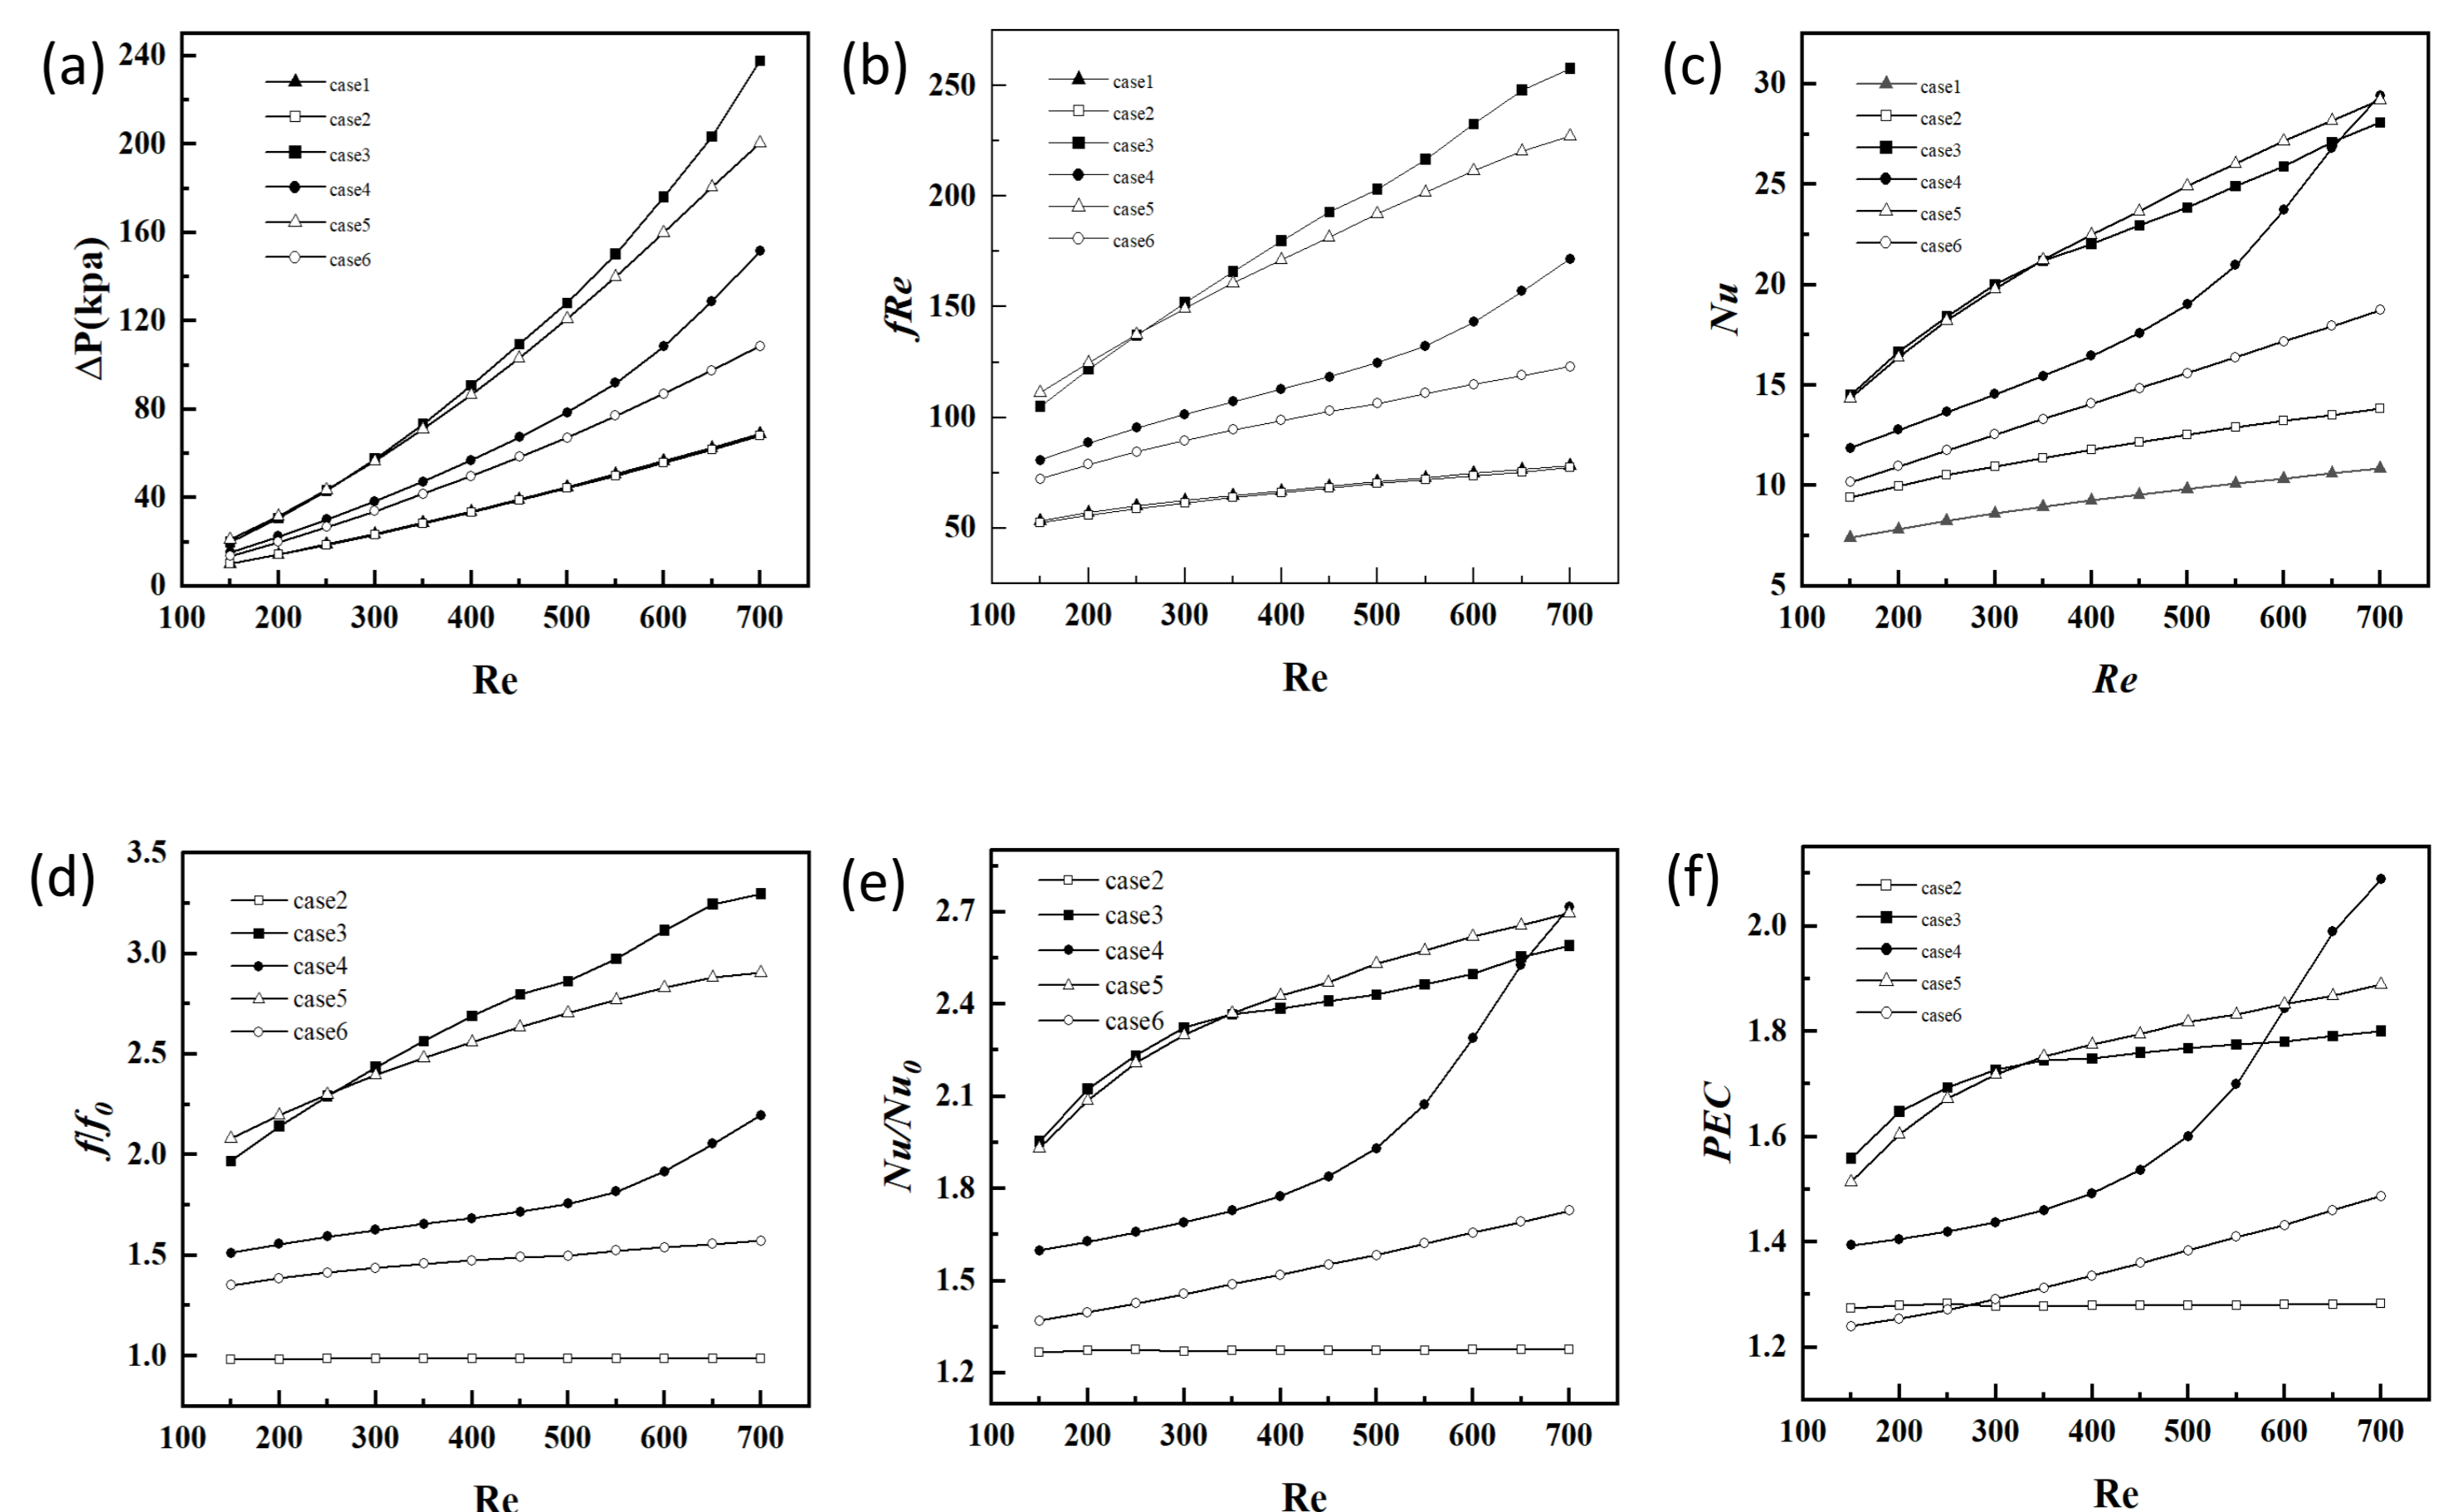 (a)
240
200
160
120
80
40
0
ΔP(kpa)
case1
case2
case3
case4
case5
case6
100 200 300 400 500 600 700
Re
(b)
250
200
150
100
50
fRe
case1
case2
case3
case4
case5
case6
100 200 300 400 500 600 700
Re
(c)
30
25
20
15
10
5
Nu
case1
case2
case3
case4
case5
case6
100 200 300 400 500 600 700
Re
(d)
3.5
3.0
2.5
2.0
1.5
1.0
f/f0
case2
case3
case4
case5
case6
100 200 300 400 500 600 700
Re
(e)
2.7
2.4
2.1
1.8
1.5
1.2
Nu/Nu0
case2
case3
case4
case5
case6
100 200 300 400 500 600 700
Re
(f)
2.0
1.8
1.6
1.4
1.2
PEC
case2
case3
case4
case5
case6
100 200 300 400 500 600 700
Re